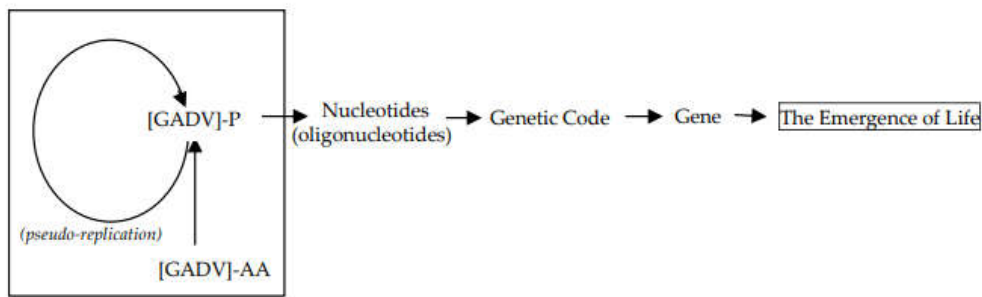 [GADV]-P
Nucleotides
(oligonucleotides)
Genetic Code
Gene
The Emergence of Life
(pseudo-replication)
[GADV]-AA